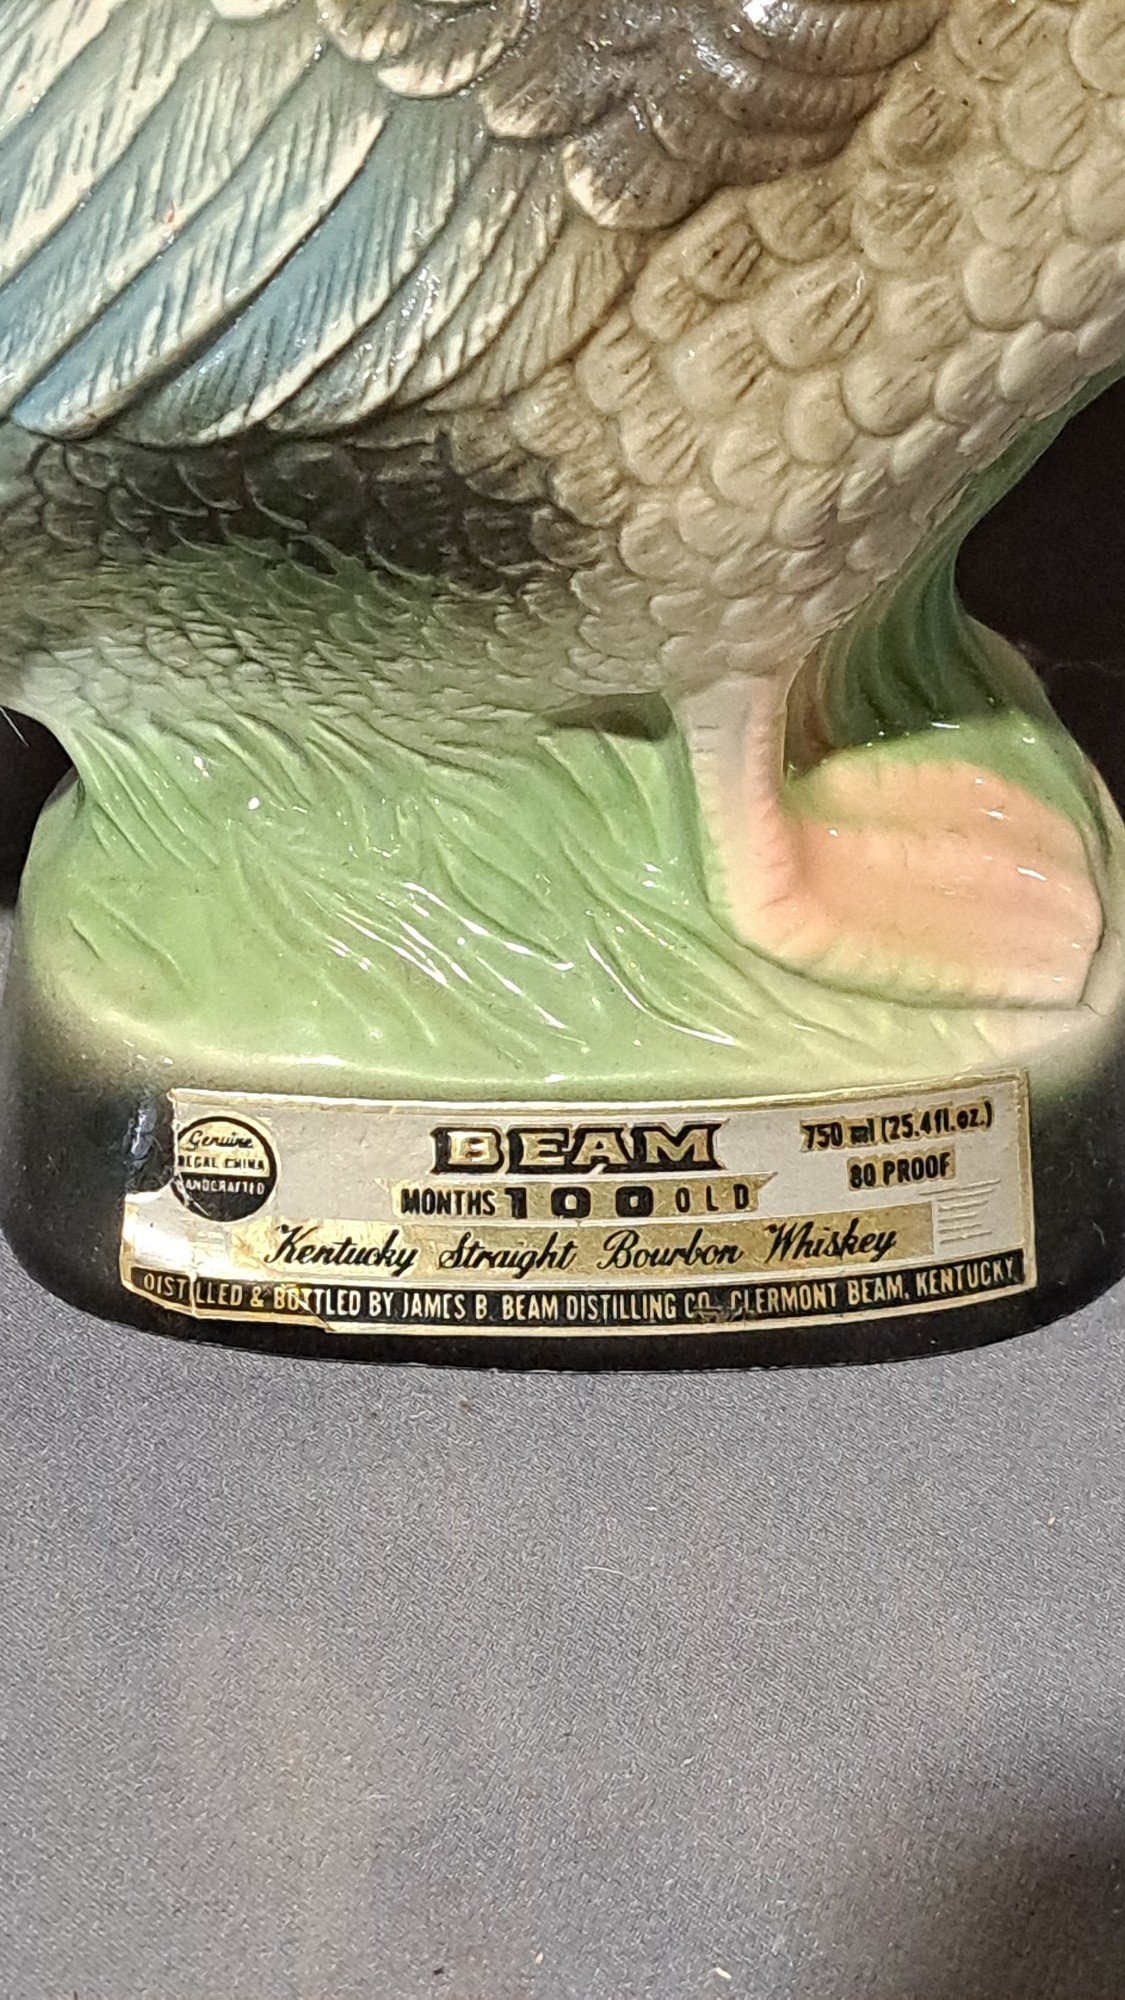 Genuine
REGAL CHINA
HANDCRAFTED
BEAM
MONTHS 100 OLD
750 ml (25.4 fl. oz.)
80 PROOF
Kentucky Straight Bourbon Whiskey
DISTILLED & BOTTLED BY JAMES B. BEAM DISTILLING CO. CLERMONT BEAM, KENTUCKY